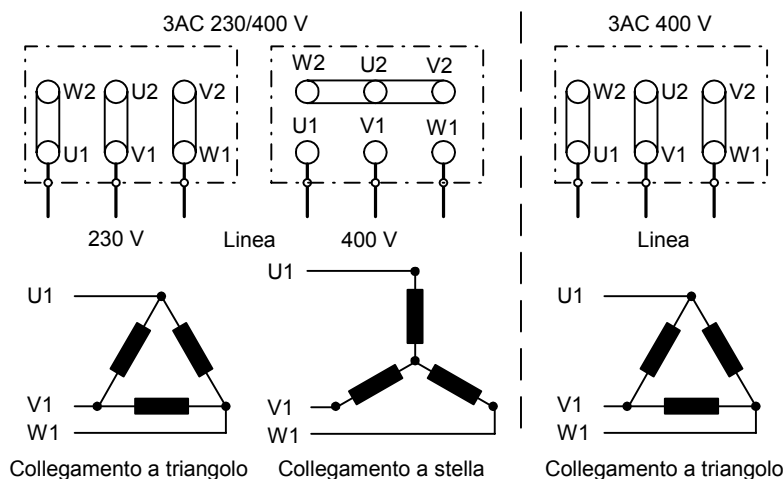 3AC 230/400 V
3AC 400 V
W2 U2 V2
U1 V1 W1
W2 U2 V2
U1 V1 W1
W2 U2 V2
U1 V1 W1
230 V
Linea
400 V
Linea
U1
V1
W1
U1
V1
W1
U1
V1
W1
Collegamento a triangolo
Collegamento a stella
Collegamento a triangolo